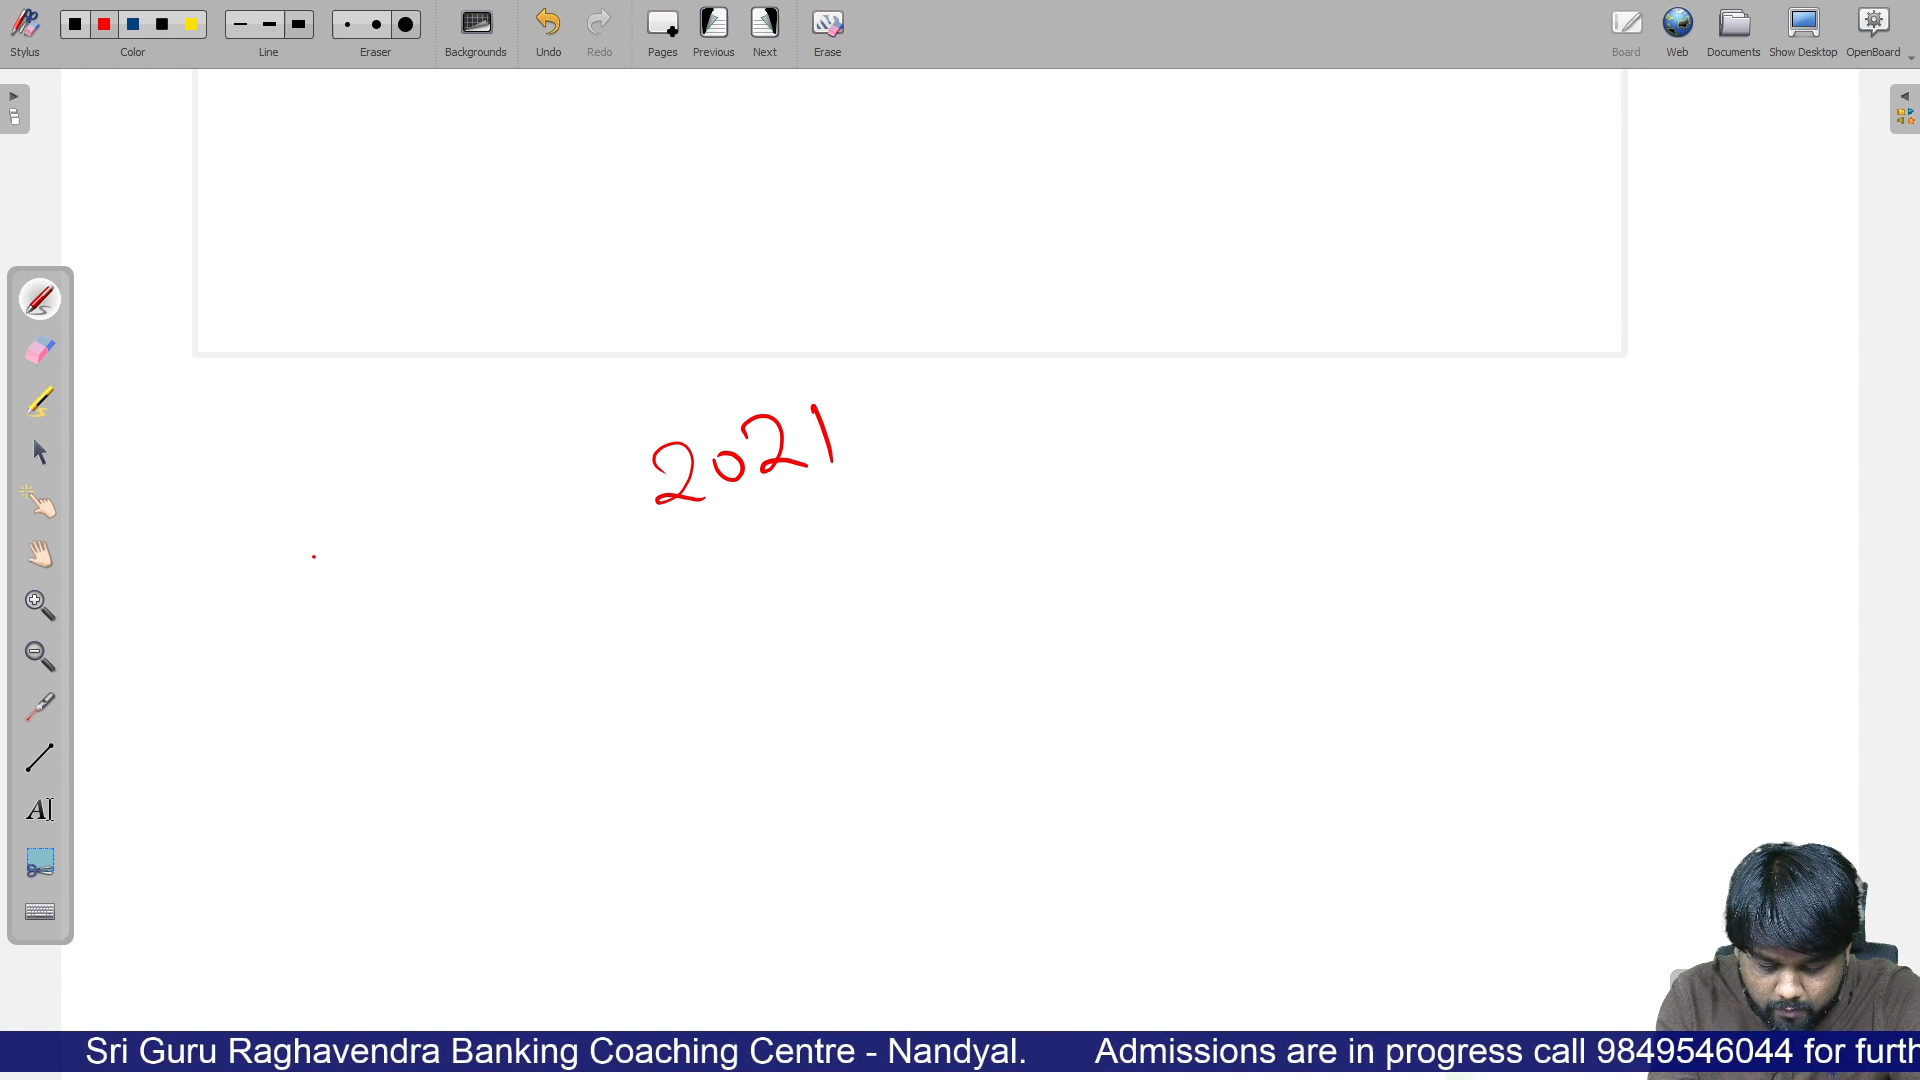 Stylus
Color
Line
Eraser
Backgrounds
Undo
Redo
Pages
Previous
Next
Erase
Board
Web
Documents
Show Desktop
OpenBoard
2021
A
Sri Guru Raghavendra Banking Coaching Centre - Nandyal. Admissions are in progress call 9849546044 for furth